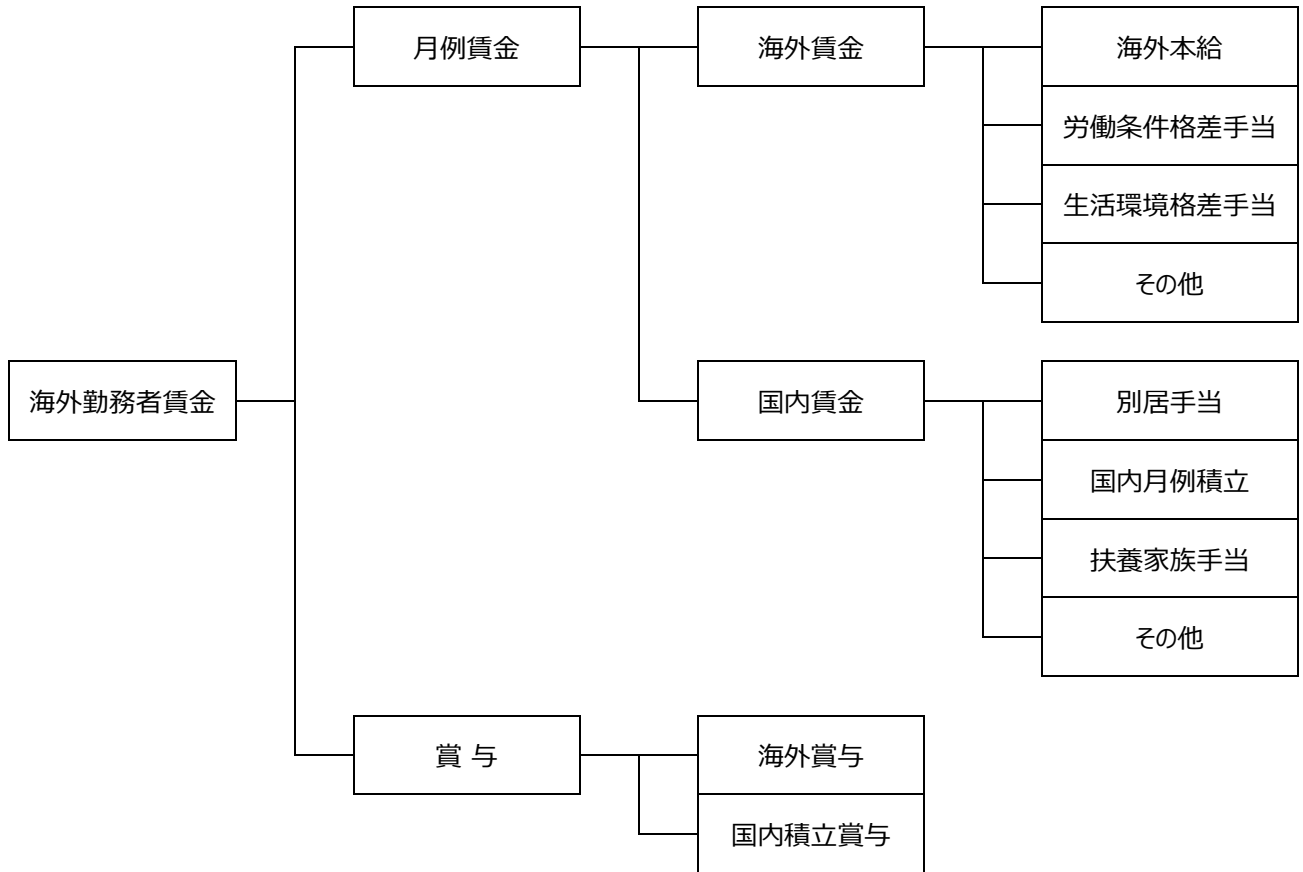 月例賃金
海外賃金
海外本給
労働条件格差手当
生活環境格差手当
その他
海外勤務者賃金
国内賃金
別居手当
国内月例積立
扶養家族手当
その他
賞 与
海外賞与
国内積立賞与